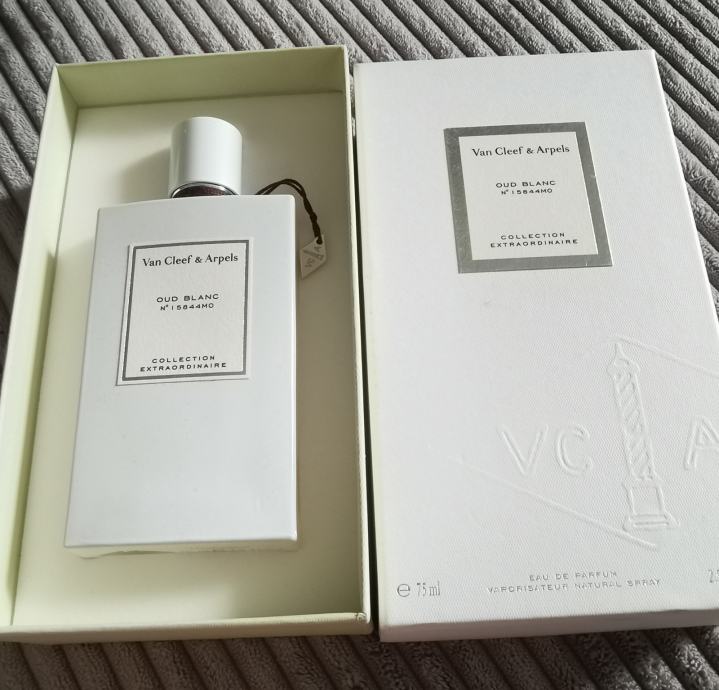 Van Cleef & Arpels
OUD BLANC
N° 15844MO
COLLECTION
EXTRAORDINAIRE
VCA
Van Cleef & Arpels
OUD BLANC
N° 15844MO
COLLECTION
EXTRAORDINAIRE
VC A
e 75 ml
EAU DE PARFUM
VAPORISATEUR NATURAL SPRAY